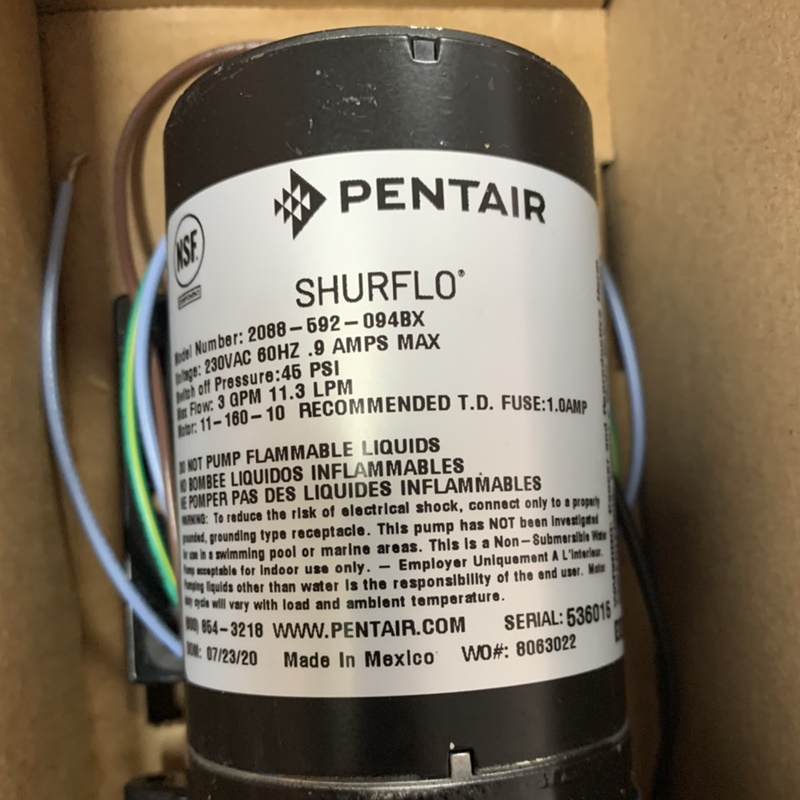 PENTAIR
NSF
COMPONENT
SHURFLO®
Model Number: 2088-592-094BX
Voltage: 230VAC 60HZ .9 AMPS MAX
Switch off Pressure:45 PSI
Max Flow: 3 GPM 11.3 LPM
Motor: 11-160-10 RECOMMENDED T.D. FUSE:1.0AMP
DO NOT PUMP FLAMMABLE LIQUIDS
NO BOMBEE LIQUIDOS INFLAMMABLES
NE POMPER PAS DES LIQUIDES INFLAMMABLES
WARNING: To reduce the risk of electrical shock, connect only to a properly
grounded, grounding type receptacle. This pump has NOT been investigated
for use in a swimming pool or marine areas. This is a Non-Submersible Water
Pump acceptable for indoor use only. - Employer Uniquement A L'interieur.
Pumping liquids other than water is the responsibility of the end user. Motor
duty cycle will vary with load and ambient temperature.
(800) 854-3218 WWW.PENTAIR.COM SERIAL: 536015
DOM: 07/23/20 Made In Mexico WO#: 8063022